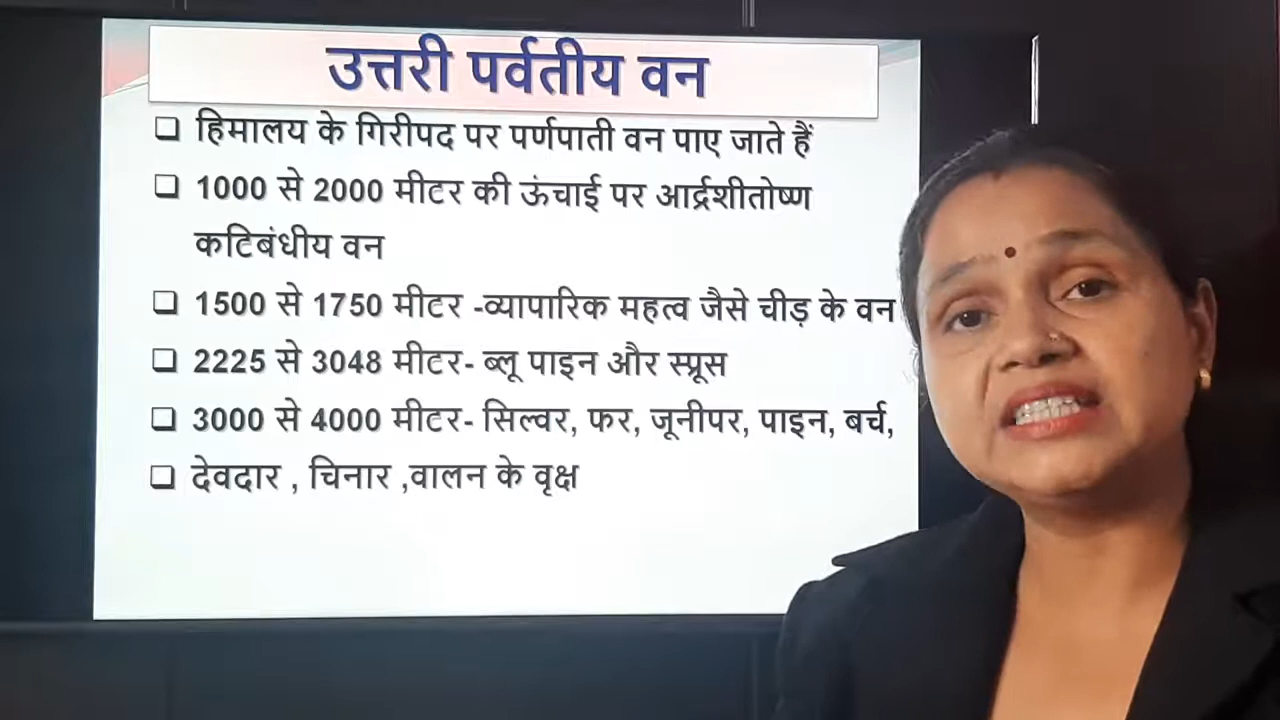 उत्तरी पर्वतीय वन
❑ हिमालय के गिरीपद पर पर्णपाती वन पाए जाते हैं
❑ 1000 से 2000 मीटर की ऊंचाई पर आर्द्रशीतोष्ण
कटिबंधीय वन
❑ 1500 से 1750 मीटर -व्यापारिक महत्व जैसे चीड़ के वन
❑ 2225 से 3048 मीटर- ब्लू पाइन और स्प्रूस
❑ 3000 से 4000 मीटर- सिल्वर, फर, जूनीपर, पाइन, बर्च,
❑ देवदार , चिनार ,वालन के वृक्ष